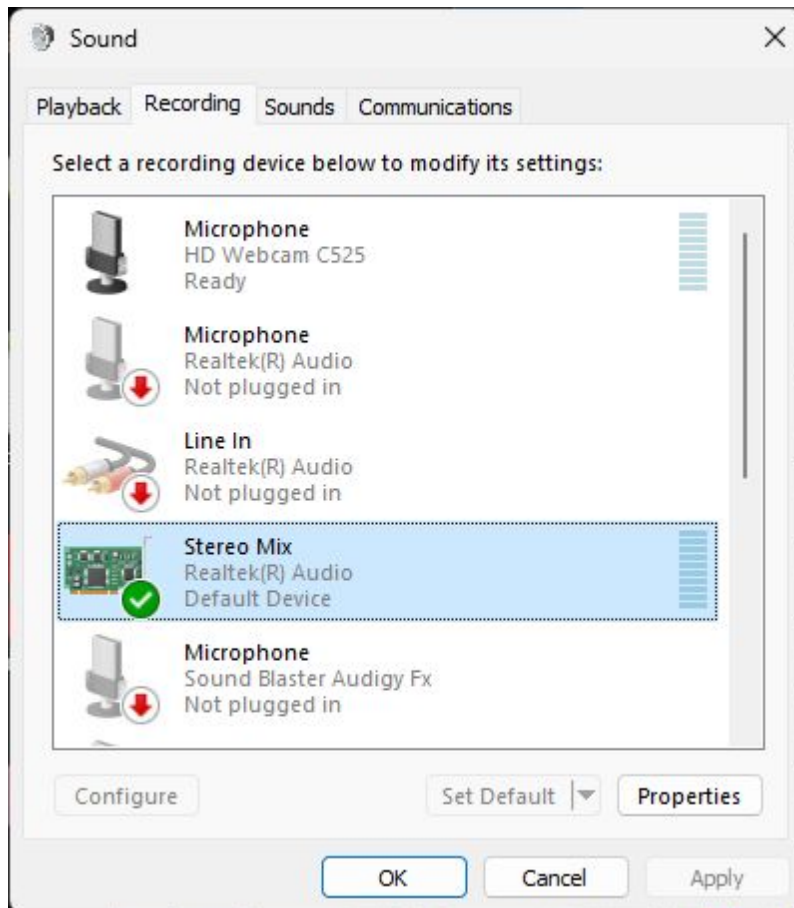 Sound
Playback Recording Sounds Communications
Select a recording device below to modify its settings:
Microphone
HD Webcam C525
Ready
Microphone
Realtek(R) Audio
Not plugged in
Line In
Realtek(R) Audio
Not plugged in
Stereo Mix
Realtek(R) Audio
Default Device
Microphone
Sound Blaster Audigy Fx
Not plugged in
Configure Set Default Properties
OK Cancel Apply